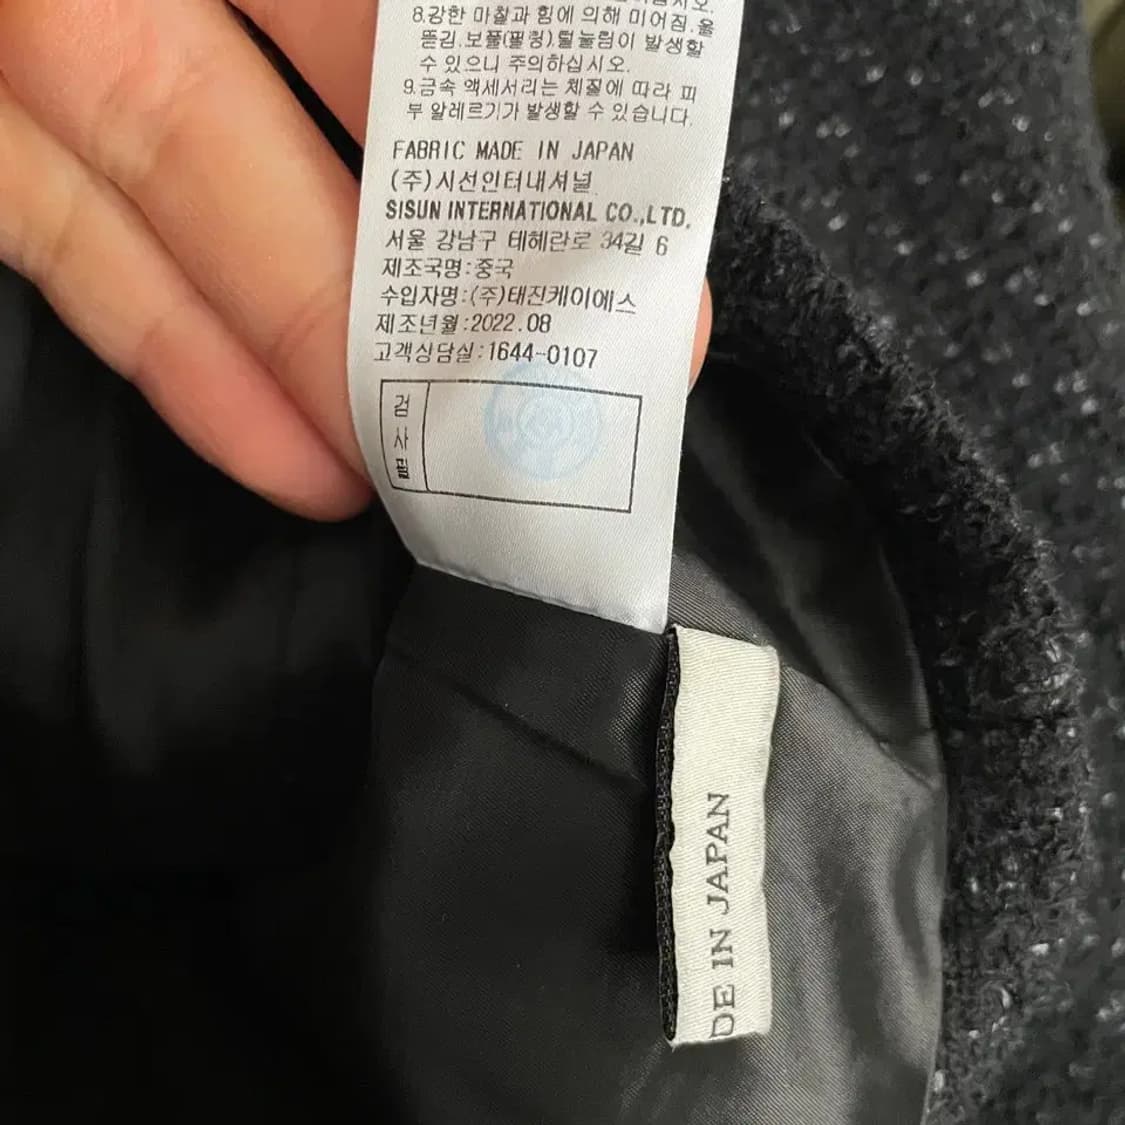 8.강한 마찰과 힘에 의해 미어짐.올
뜯김.보풀(필링).털눌림이 발생할
수 있으니 주의하십시오.
9.금속 액세서리는 체질에 따라 피
부 알레르기가 발생할 수 있습니다.
FABRIC MADE IN JAPAN
(주)시선인터내셔널
SISUN INTERNATIONAL CO.,LTD.
서울 강남구 테헤란로 34길 6
제조국명:중국
수입자명:(주)태진케이에스
제조년월:2022.08
고객상담실:1644-0107
검
사
필
DE IN JAPAN